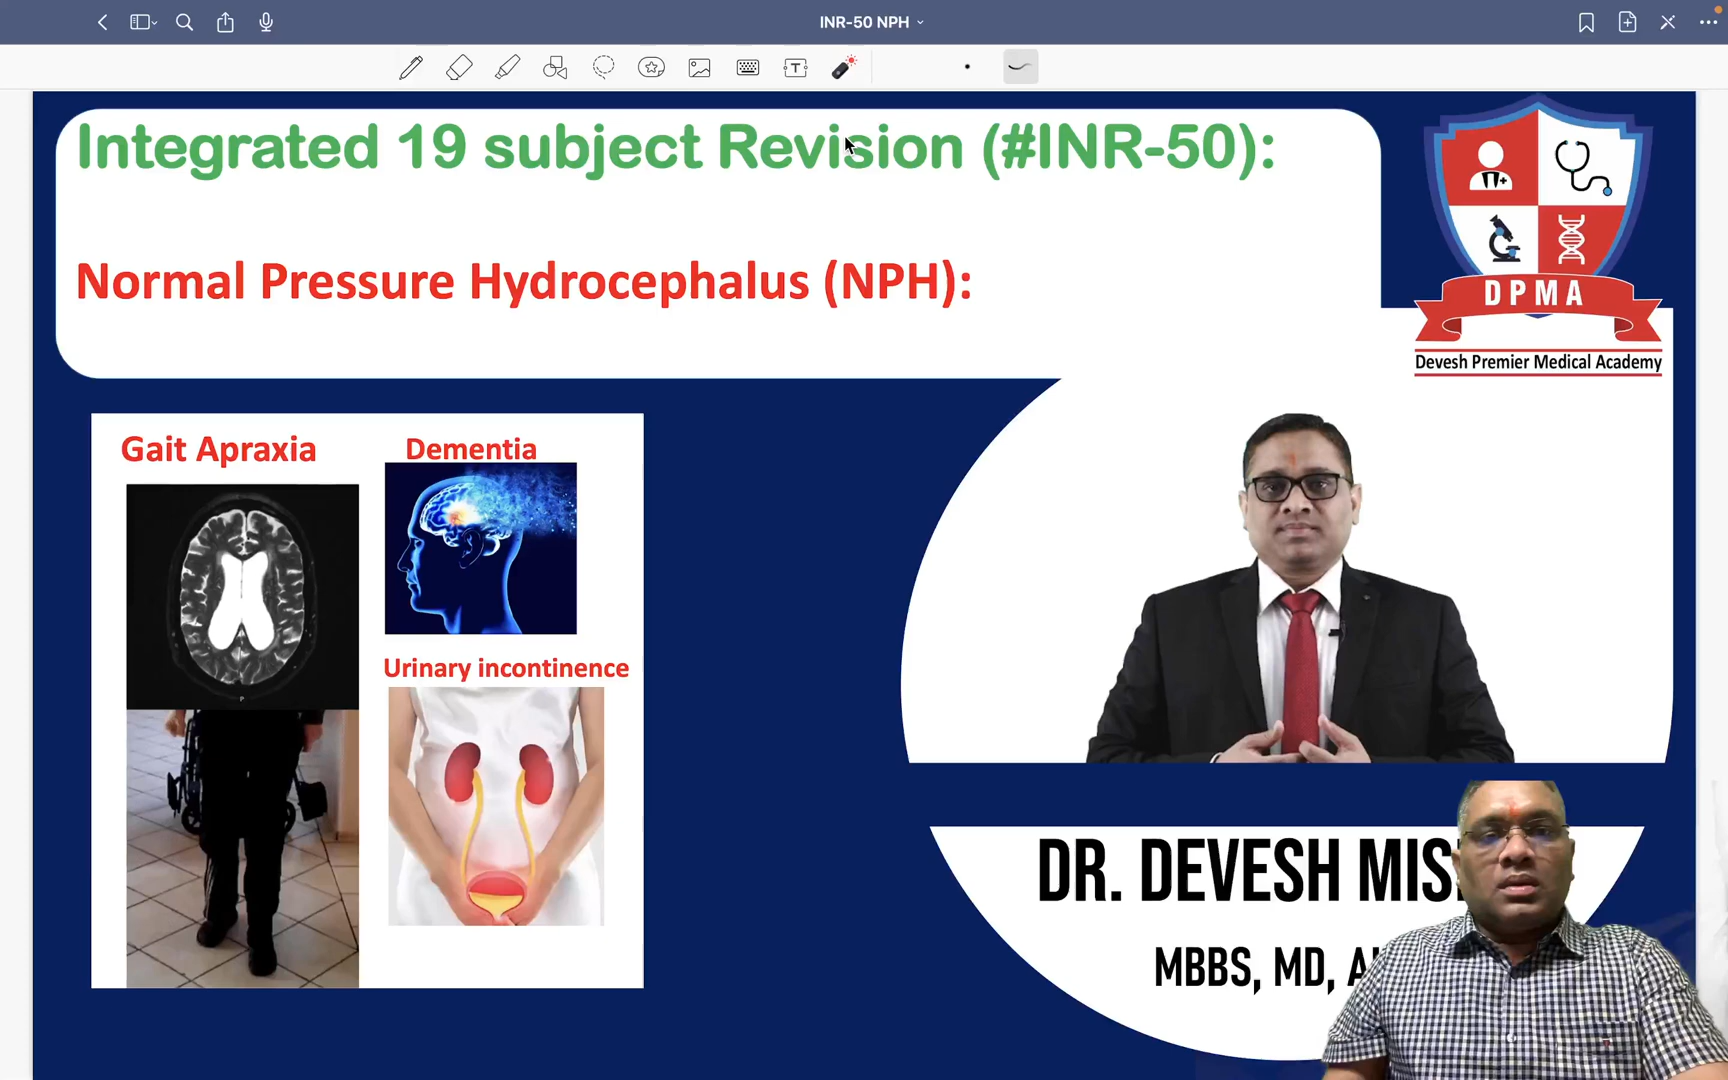 INR-50 NPH
Integrated 19 subject Revision (#INR-50):
Normal Pressure Hydrocephalus (NPH):
DPMA
Devesh Premier Medical Academy
Gait Apraxia
Dementia
Urinary incontinence
P
DR. DEVESH
MBBS, MD,